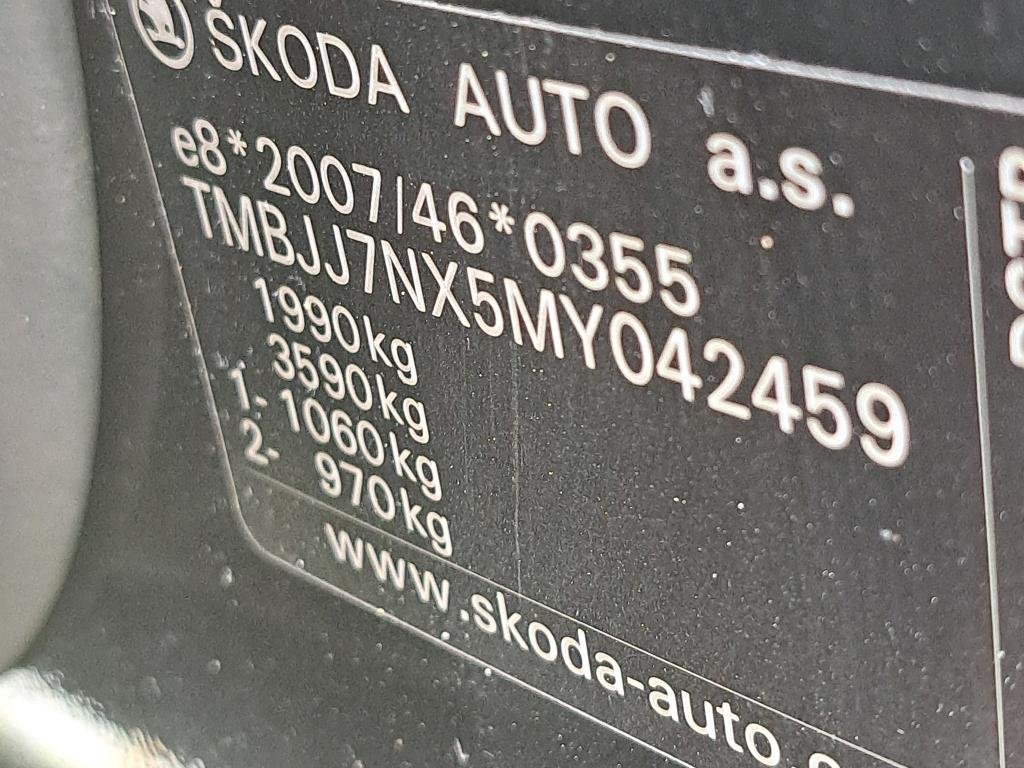 ŠKODA AUTO a.s.
e8*2007/46*0355
TMBJJ7NX5MY042459
1990kg
3590kg
1. 1060kg
2. 970kg
www.skoda-auto.